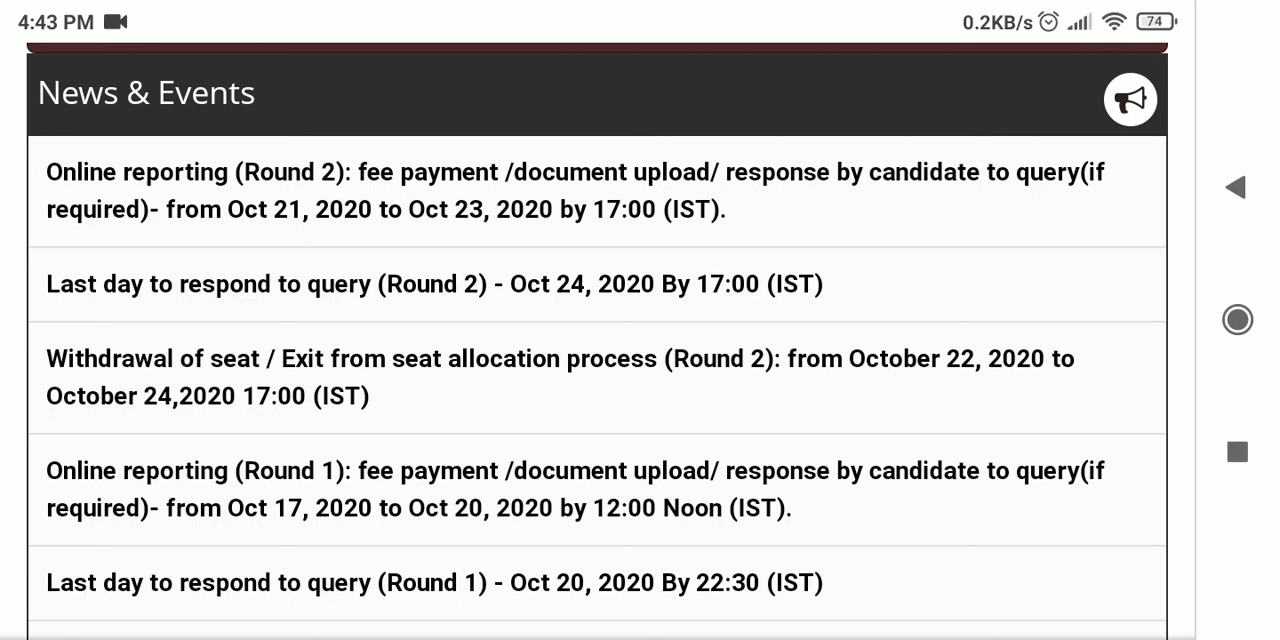 4:43 PM
0.2KB/s
74
News & Events
Online reporting (Round 2): fee payment /document upload/ response by candidate to query(if
required)- from Oct 21, 2020 to Oct 23, 2020 by 17:00 (IST).
Last day to respond to query (Round 2) - Oct 24, 2020 By 17:00 (IST)
Withdrawal of seat / Exit from seat allocation process (Round 2): from October 22, 2020 to
October 24,2020 17:00 (IST)
Online reporting (Round 1): fee payment /document upload/ response by candidate to query(if
required)- from Oct 17, 2020 to Oct 20, 2020 by 12:00 Noon (IST).
Last day to respond to query (Round 1) - Oct 20, 2020 By 22:30 (IST)